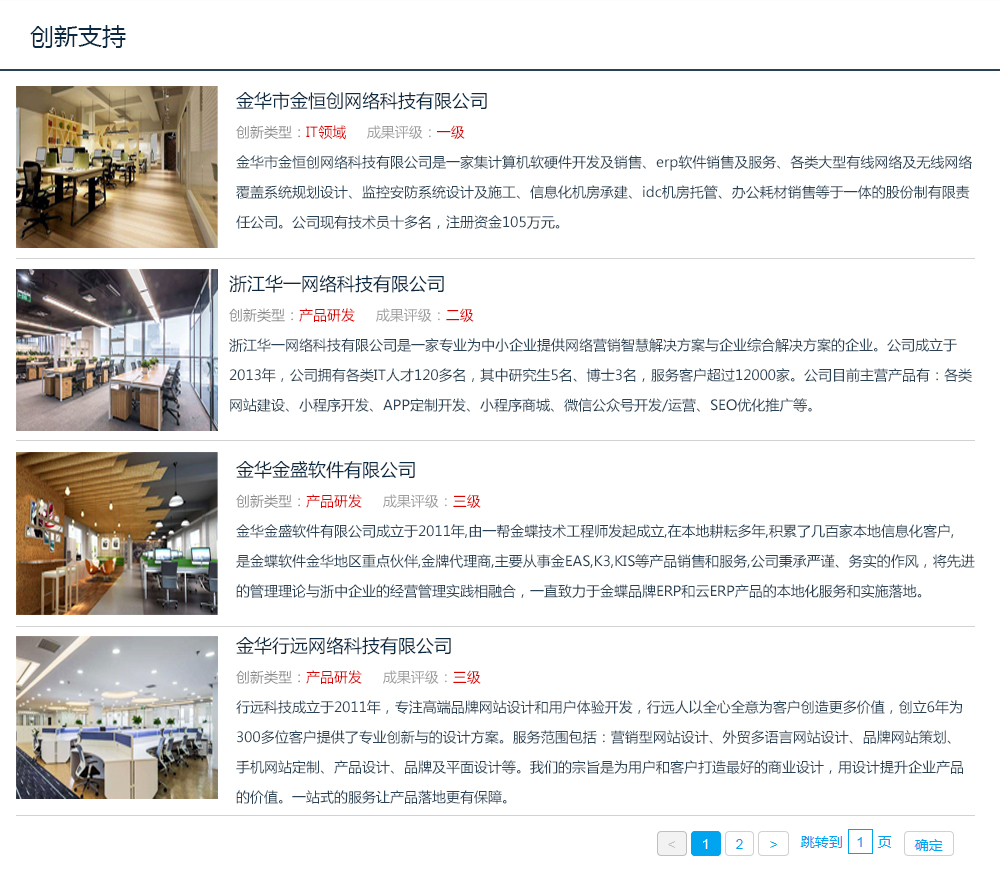 创新支持
金华市金恒创网络科技有限公司
创新类型：IT领域 成果评级：一级
金华市金恒创网络科技有限公司是一家集计算机软硬件开发及销售、erp软件销售及服务、各类大型有线网络及无线网络
覆盖系统规划设计、监控安防系统设计及施工、信息化机房承建、idc机房托管、办公耗材销售等于一体的股份制有限责
任公司。公司现有技术员十多名，注册资金105万元。
浙江华一网络科技有限公司
创新类型：产品研发 成果评级：二级
浙江华一网络科技有限公司是一家专业为中小企业提供网络营销智慧解决方案与企业综合解决方案的企业。公司成立于
2013年，公司拥有各类IT人才120多名，其中研究生5名、博士3名，服务客户超过12000家。公司目前主营产品有：各类
网站建设、小程序开发、APP定制开发、小程序商城、微信公众号开发/运营、SEO优化推广等。
金华金盛软件有限公司
创新类型：产品研发 成果评级：三级
金华金盛软件有限公司成立于2011年,由一帮金蝶技术工程师发起成立,在本地耕耘多年,积累了几百家本地信息化客户,
是金蝶软件金华地区重点伙伴,金牌代理商,主要从事金EAS,K3,KIS等产品销售和服务,公司秉承严谨、务实的作风，将先进
的管理理论与浙中企业的经营管理实践相融合，一直致力于金蝶品牌ERP和云ERP产品的本地化服务和实施落地。
金华行远网络科技有限公司
创新类型：产品研发 成果评级：三级
行远科技成立于2011年，专注高端品牌网站设计和用户体验开发，行远人以全心全意为客户创造更多价值，创立6年为
300多位客户提供了专业创新与的设计方案。服务范围包括：营销型网站设计、外贸多语言网站设计、品牌网站策划、
手机网站定制、产品设计、品牌及平面设计等。我们的宗旨是为用户和客户打造最好的商业设计，用设计提升企业产品
的价值。一站式的服务让产品落地更有保障。
< 1 2 > 跳转到 1 页 确定